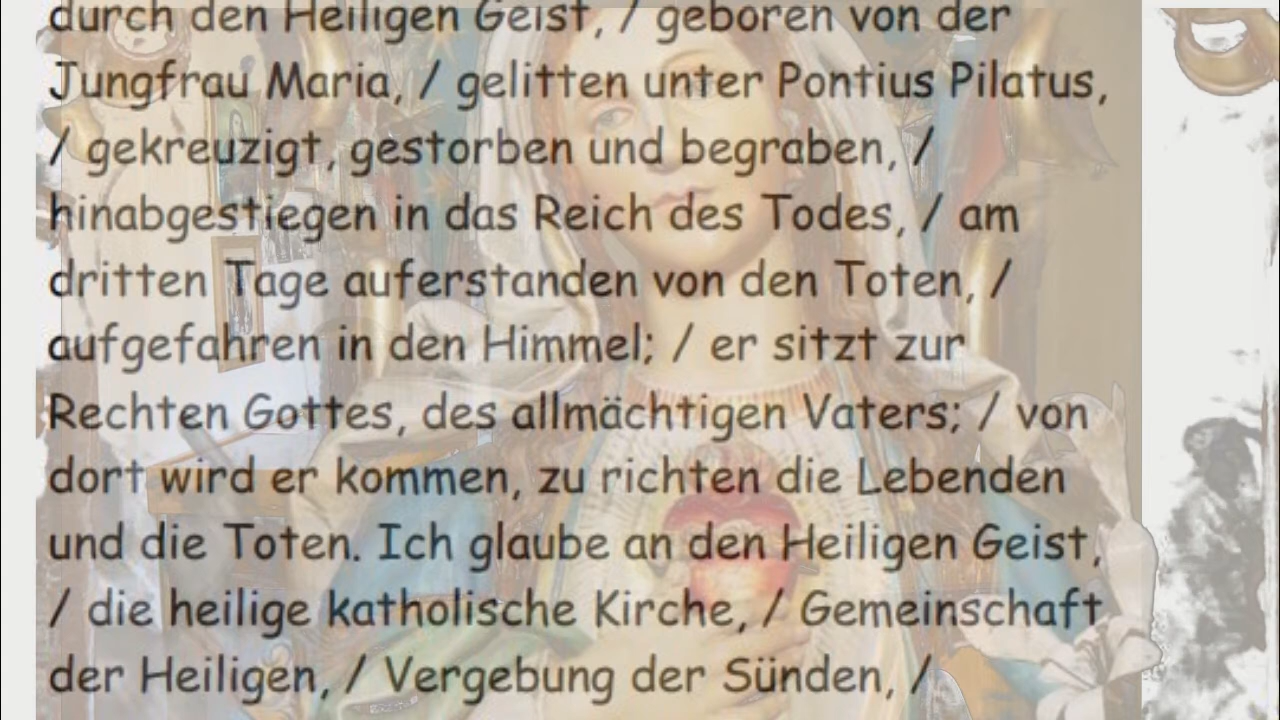 durch den Heiligen Geist, / geboren von der
Jungfrau Maria, / gelitten unter Pontius Pilatus,
/ gekreuzigt, gestorben und begraben, /
hinabgestiegen in das Reich des Todes, / am
dritten Tage auferstanden von den Toten, /
aufgefahren in den Himmel; / er sitzt zur
Rechten Gottes, des allmächtigen Vaters; / von
dort wird er kommen, zu richten die Lebenden
und die Toten. Ich glaube an den Heiligen Geist,
/ die heilige katholische Kirche, / Gemeinschaft
der Heiligen, / Vergebung der Sünden, /